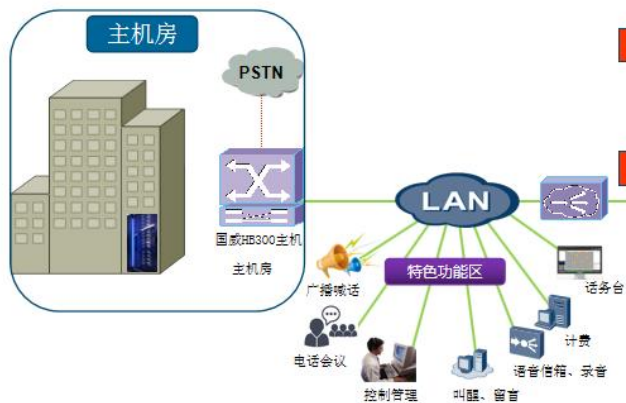 主机房
PSTN
国威HB300主机
主机房
LAN
广播喊话
特色功能区
话务台
电话会议
计费
语音信箱、录音
控制管理
叫醒、留言